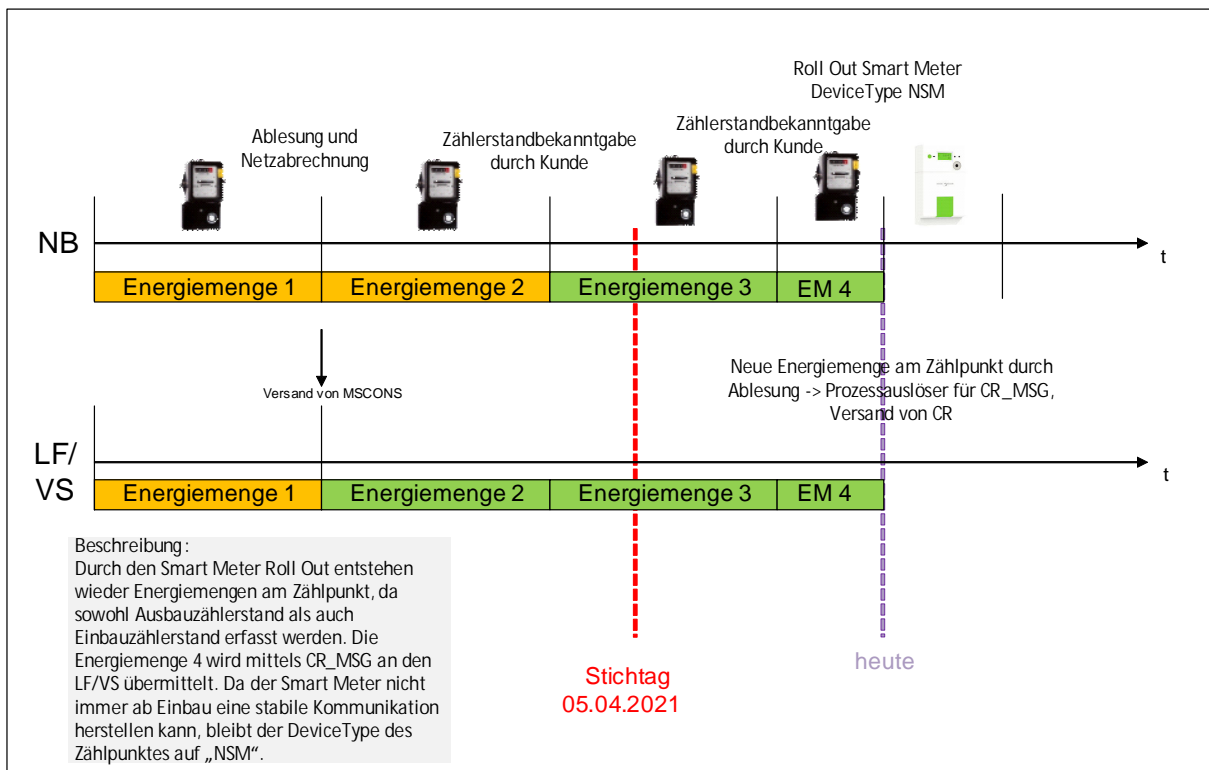 Roll Out Smart Meter
DeviceType NSM
Ablesung und
Netzabrechnung
Zählerstandbekanntgabe
durch Kunde
Zählerstandbekanntgabe
durch Kunde
NB
t
Energiemenge 1
Energiemenge 2
Energiemenge 3
EM 4
Versand von MSCONS
Neue Energiemenge am Zählpunkt durch
Ablesung -> Prozessauslöser für CR_MSG,
Versand von CR
LF/
VS
t
Energiemenge 1
Energiemenge 2
Energiemenge 3
EM 4
Beschreibung:
Durch den Smart Meter Roll Out entstehen
wieder Energiemengen am Zählpunkt, da
sowohl Ausbauzählerstand als auch
Einbauzählerstand erfasst werden. Die
Energiemenge 4 wird mittels CR_MSG an den
LF/VS übermittelt. Da der Smart Meter nicht
immer ab Einbau eine stabile Kommunikation
herstellen kann, bleibt der DeviceType des
Zählpunktes auf „NSM“.
Stichtag
05.04.2021
heute